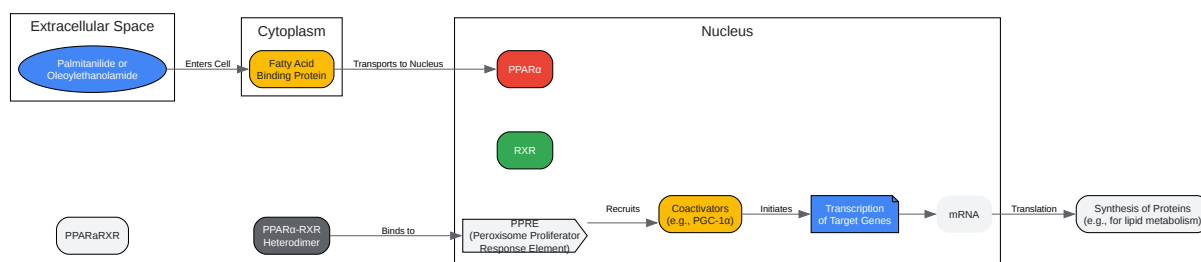 Extracellular Space
Cytoplasm
Nucleus
Palmitanilide or
Oleoylethanolamide
Enters Cell
Fatty Acid
Binding Protein
Transports to Nucleus
PPARα
RXR
PPARaRXR
PPARα-RXR
Heterodimer
Binds to
PPRE
(Peroxisome Proliferator
Response Element)
Recruits
Coactivators
(e.g., PGC-1α)
Initiates
Transcription
of Target Genes
mRNA
Translation
Synthesis of Proteins
(e.g., for lipid metabolism)